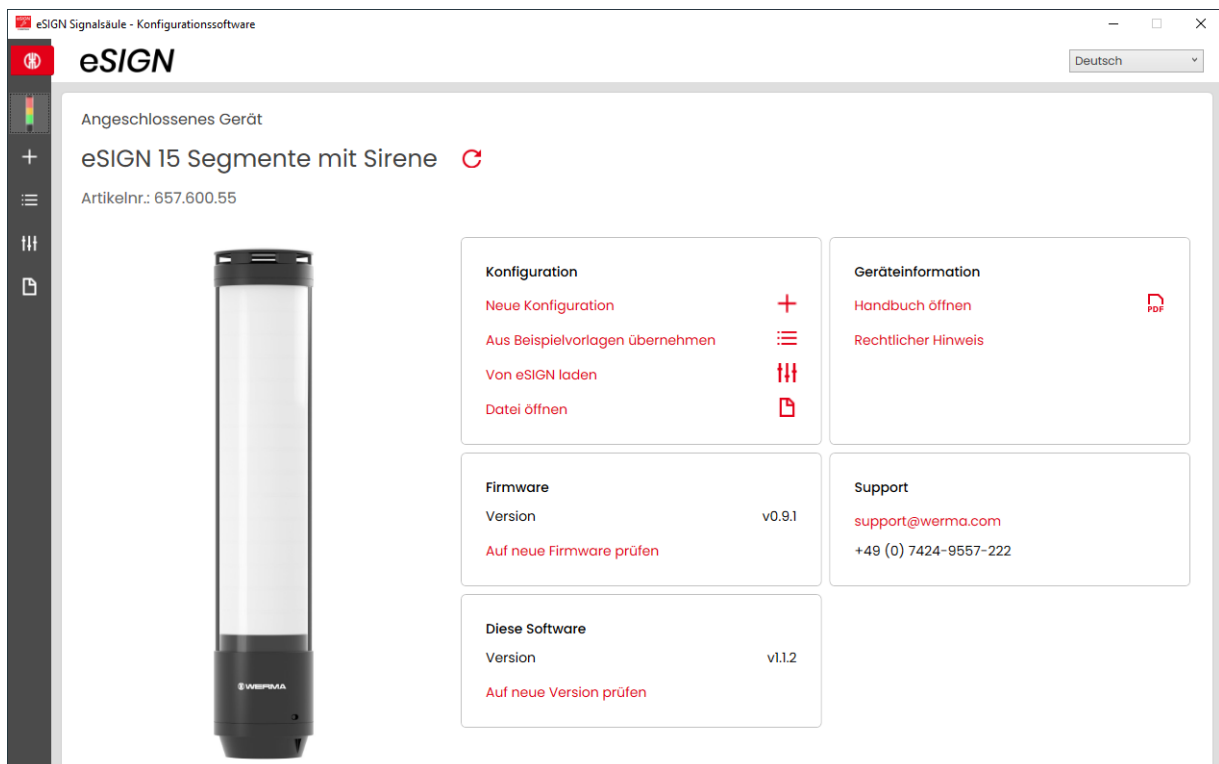 eSIGN Signalsäule - Konfigurationssoftware
eSIGN
Deutsch
Angeschlossenes Gerät
eSIGN 15 Segmente mit Sirene
Artikelnr.: 657.600.55
Konfiguration
Neue Konfiguration
Aus Beispielvorlagen übernehmen
Von eSIGN laden
Datei öffnen
Geräteinformation
Handbuch öffnen
PDF
Rechtlicher Hinweis
Firmware
Version v0.9.1
Auf neue Firmware prüfen
Support
support@werma.com
+49 (0) 7424-9557-222
Diese Software
Version v1.1.2
Auf neue Version prüfen
WERMA